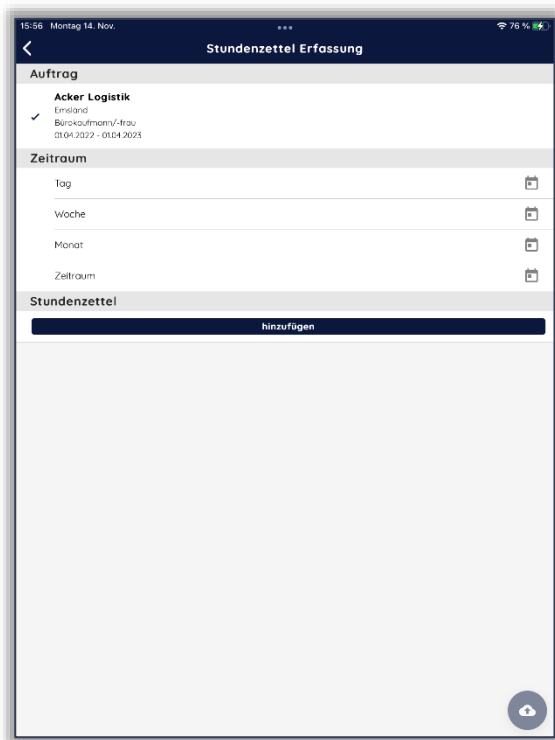 15:56 Montag 14. Nov. 76 %
Stundenzettel Erfassung
Auftrag
Acker Logistik
Emsland
Bürokaufmann/-frau
01.04.2022 - 01.04.2023
Zeitraum
Tag
Woche
Monat
Zeitraum
Stundenzettel
hinzufügen